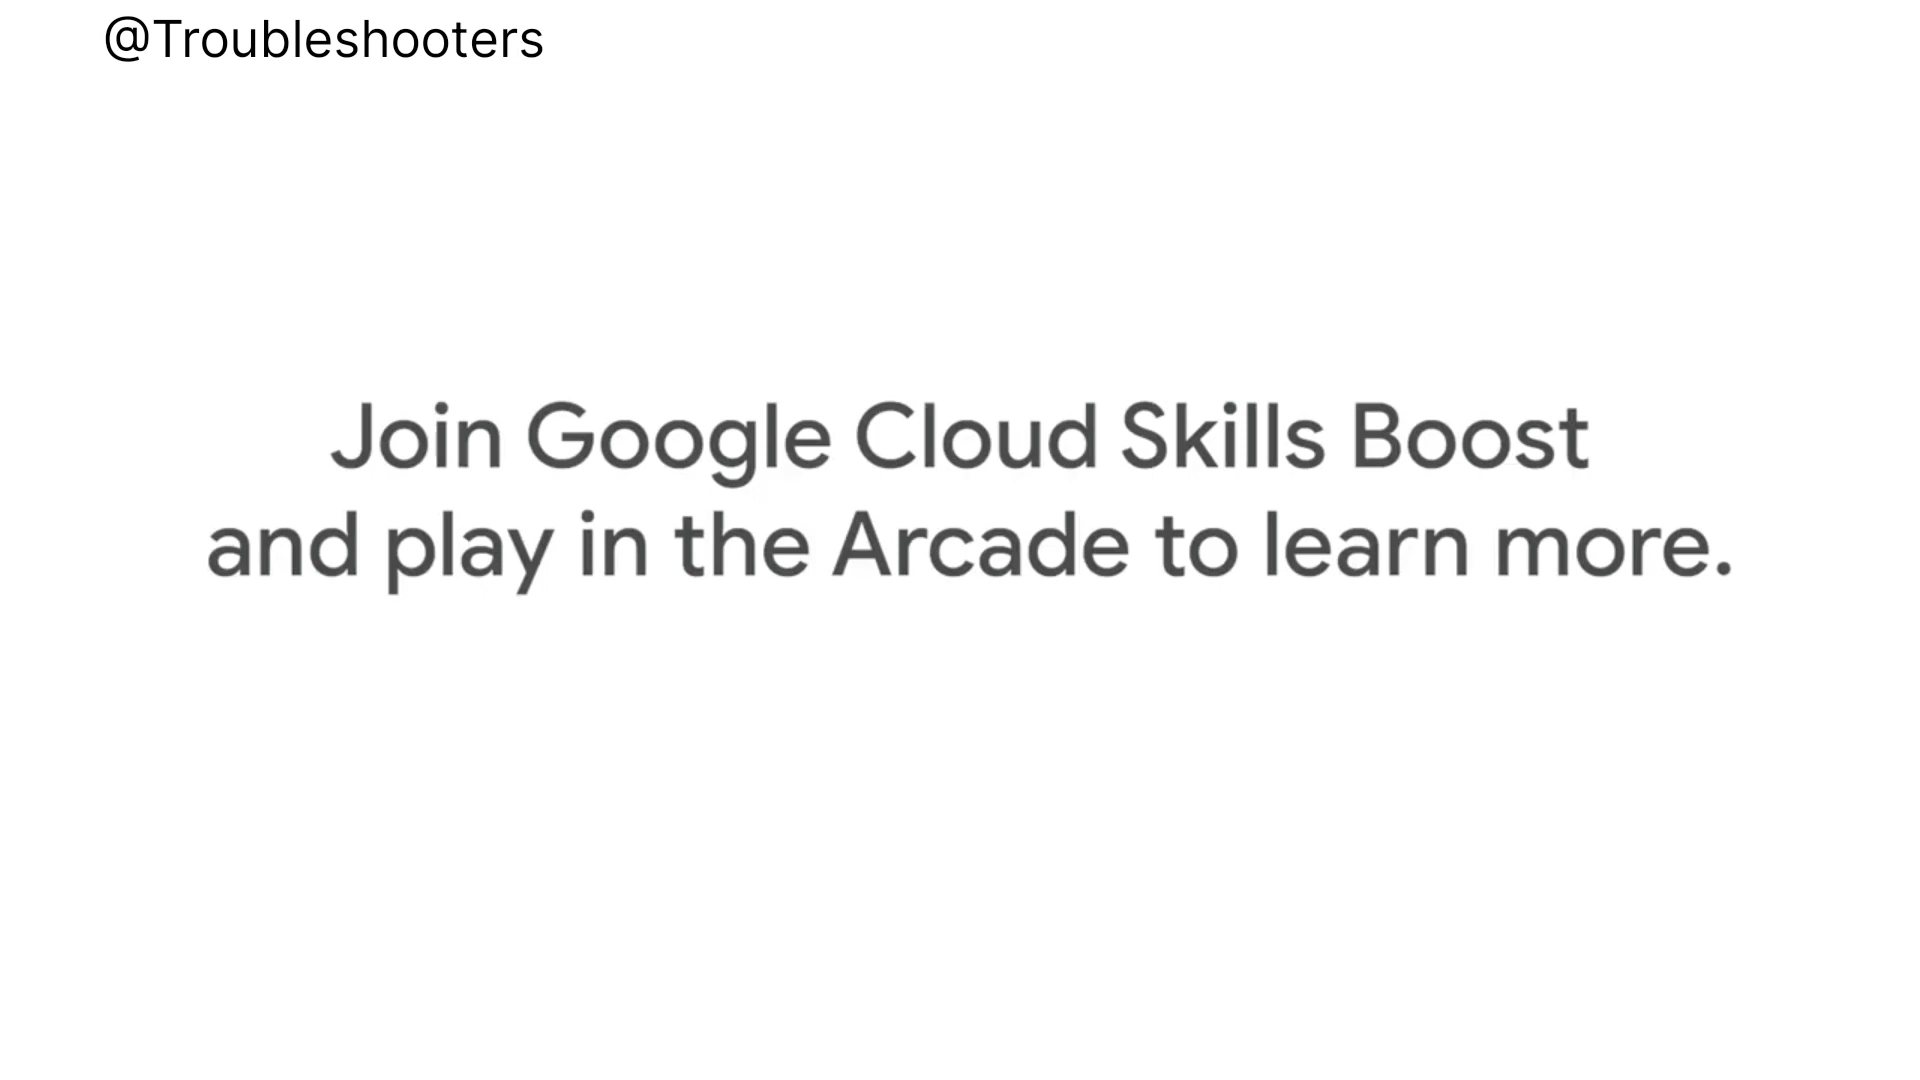 @Troubleshooters
Join Google Cloud Skills Boost
and play in the Arcade to learn more.